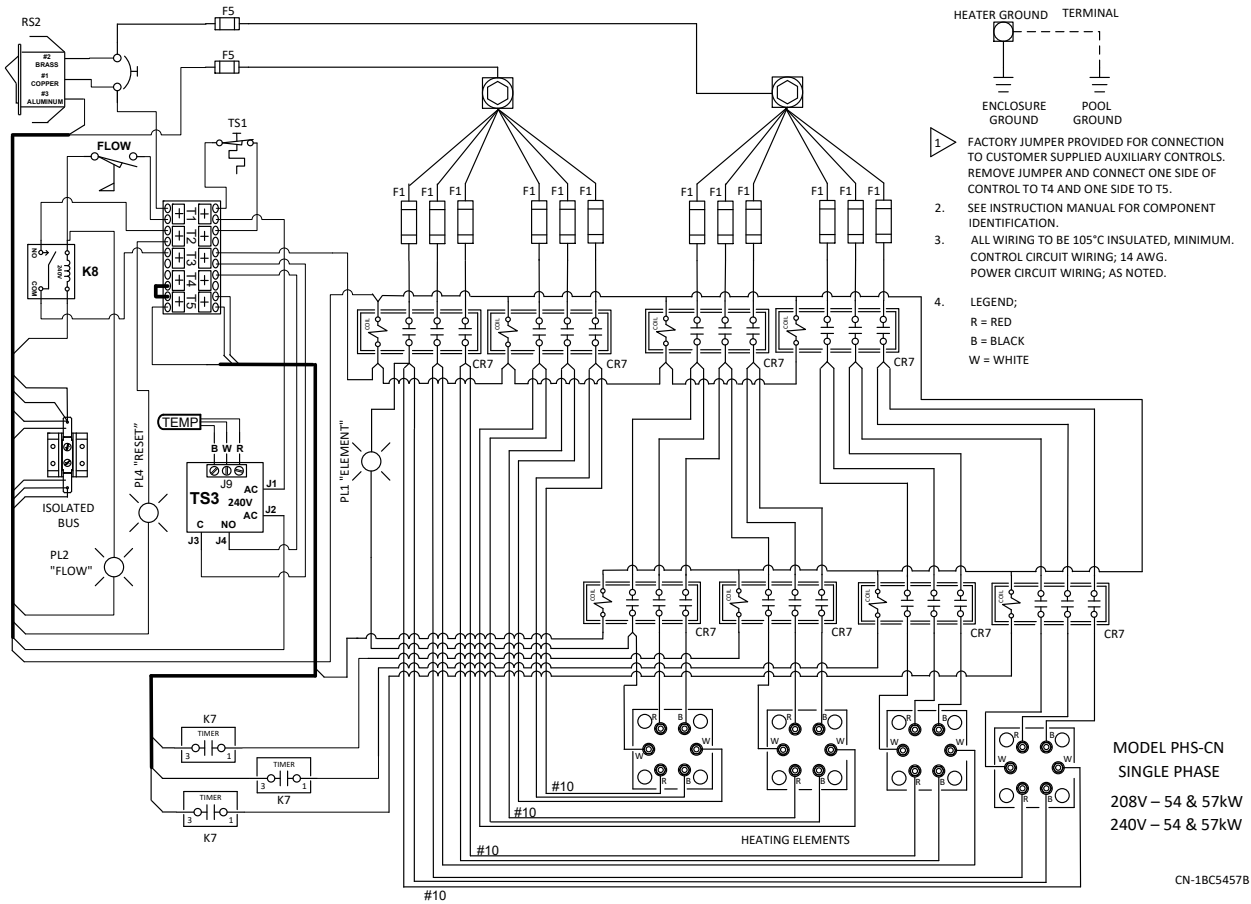 RS2
#2
BRASS
#1
COPPER
#3
ALUMINUM
F5
F5
HEATER GROUND
TERMINAL
ENCLOSURE
GROUND
POOL
GROUND
1 FACTORY JUMPER PROVIDED FOR CONNECTION
TO CUSTOMER SUPPLIED AUXILIARY CONTROLS.
REMOVE JUMPER AND CONNECT ONE SIDE OF
CONTROL TO T4 AND ONE SIDE TO T5.
2. SEE INSTRUCTION MANUAL FOR COMPONENT
IDENTIFICATION.
3. ALL WIRING TO BE 105°C INSULATED, MINIMUM.
CONTROL CIRCUIT WIRING; 14 AWG.
POWER CIRCUIT WIRING; AS NOTED.
4. LEGEND;
R = RED
B = BLACK
W = WHITE
TS1
FLOW
T1
T2
T3
T4
T5
NO
COM
240V
K8
F1
F1
F1
F1
F1
F1
F1
F1
F1
F1
F1
F1
COIL
CR7
COIL
CR7
COIL
CR7
COIL
CR7
TEMP
B W R
J9
TS3
240V
AC
J1
AC
J2
C
NO
J3
J4
ISOLATED
BUS
PL4 "RESET"
PL2
"FLOW"
PL1 "ELEMENT"
COIL
CR7
COIL
CR7
COIL
CR7
COIL
CR7
K7
TIMER
3 1
TIMER
3 1
K7
TIMER
3 1
K7
R B
W W
R B
R B
W W
R B
R B
W W
R B
R B
W W
R B
#10
#10
#10
HEATING ELEMENTS
MODEL PHS-CN
SINGLE PHASE
208V – 54 & 57kW
240V – 54 & 57kW
CN-1BC5457B